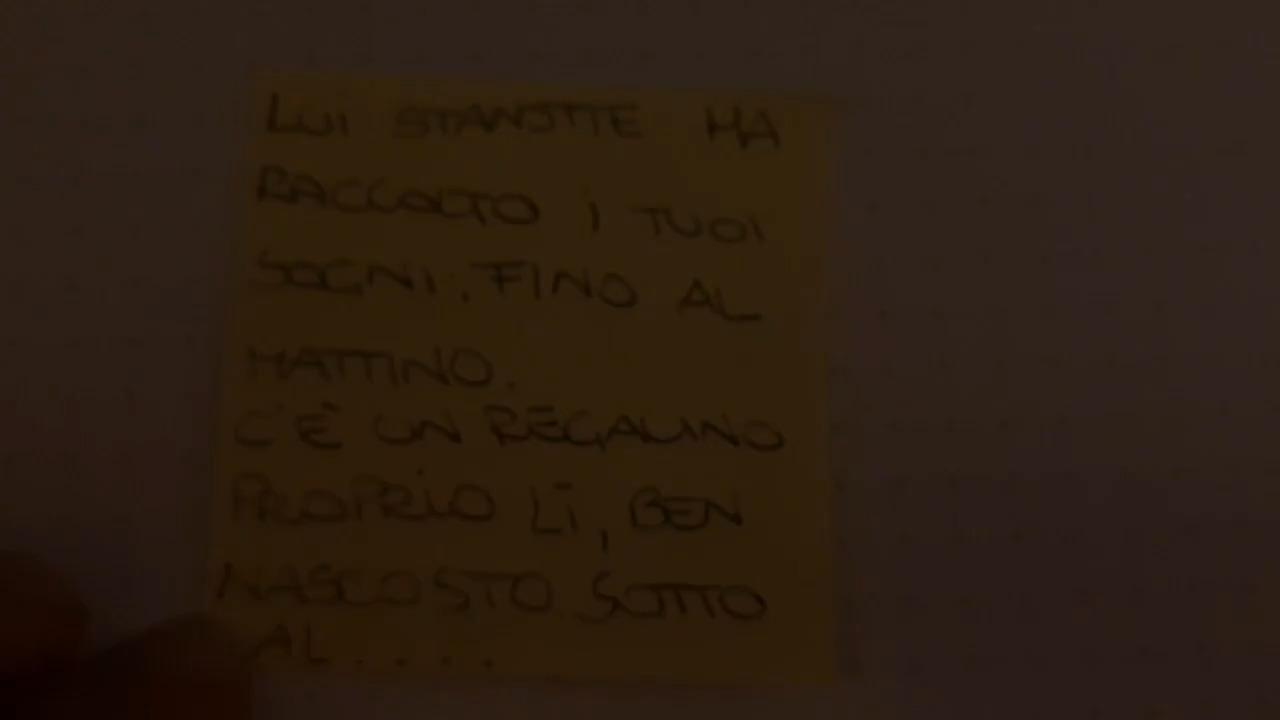 LUI STANOTTE HA
RACCOLTO I TUOI
SOGNI. FINO AL
MATTINO.
C'È UN REGALINO
PROPRIO LÌ, BEN
NASCOSTO SOTTO
AL....